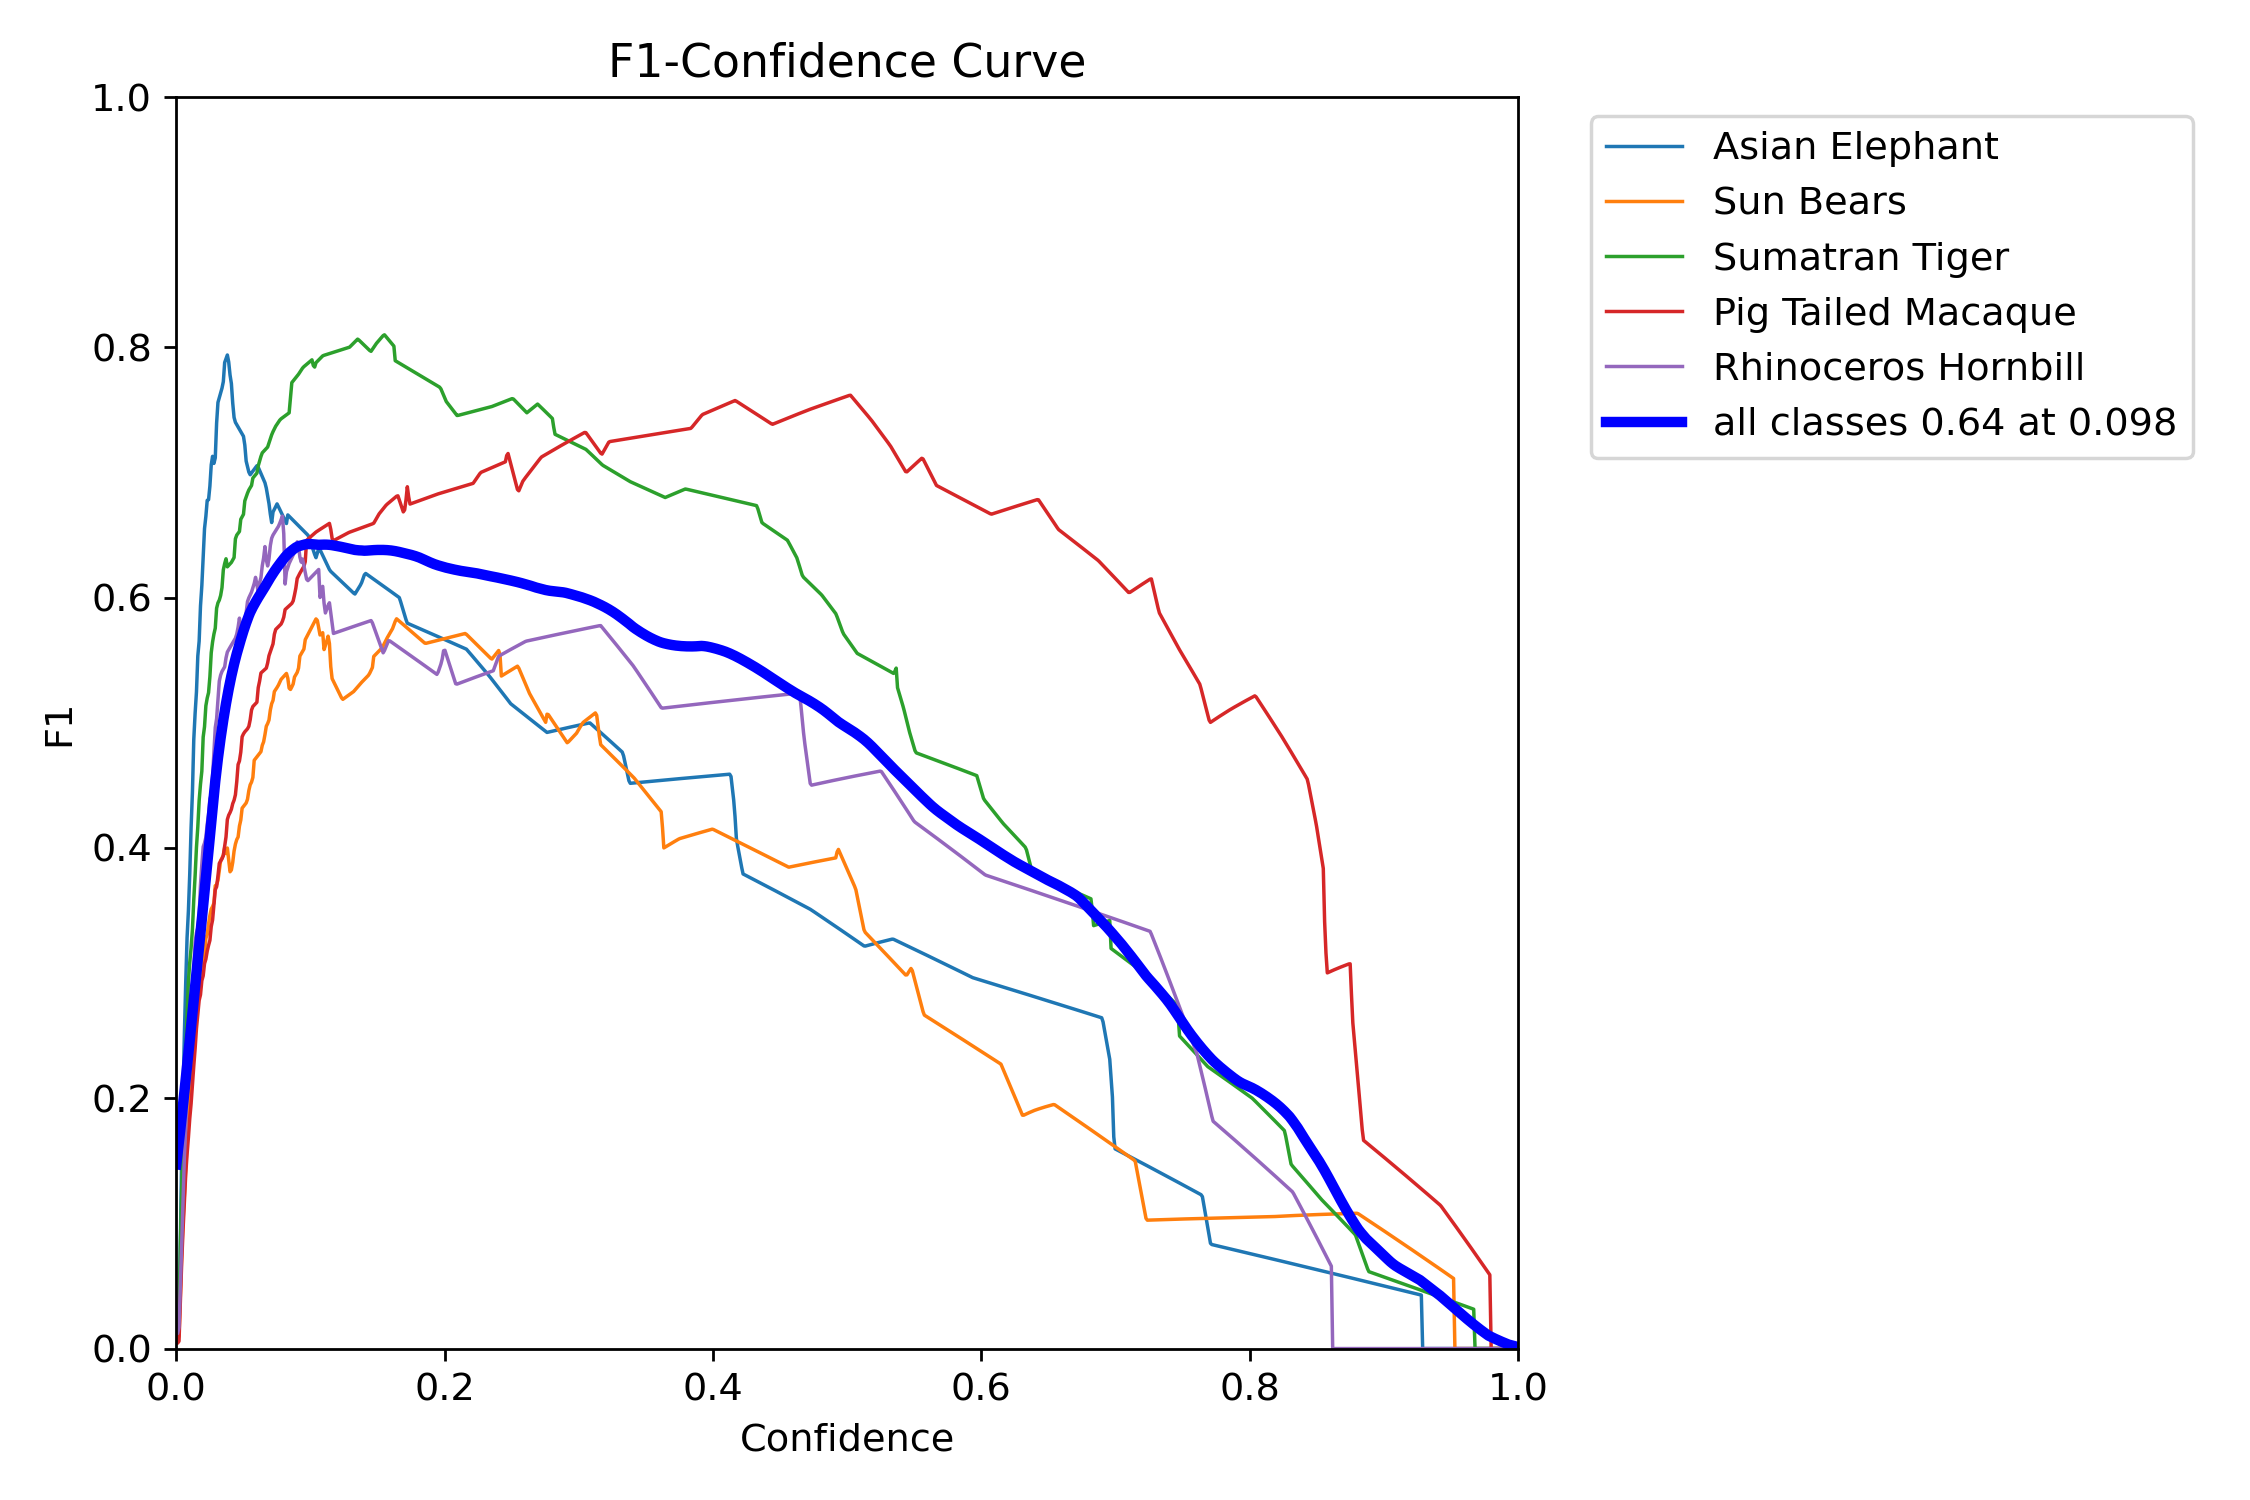 F1-Confidence Curve
1.0
0.8
0.6
0.4
0.2
0.0
F1
0.0 0.2 0.4 0.6 0.8 1.0
Confidence
Asian Elephant
Sun Bears
Sumatran Tiger
Pig Tailed Macaque
Rhinoceros Hornbill
all classes 0.64 at 0.098